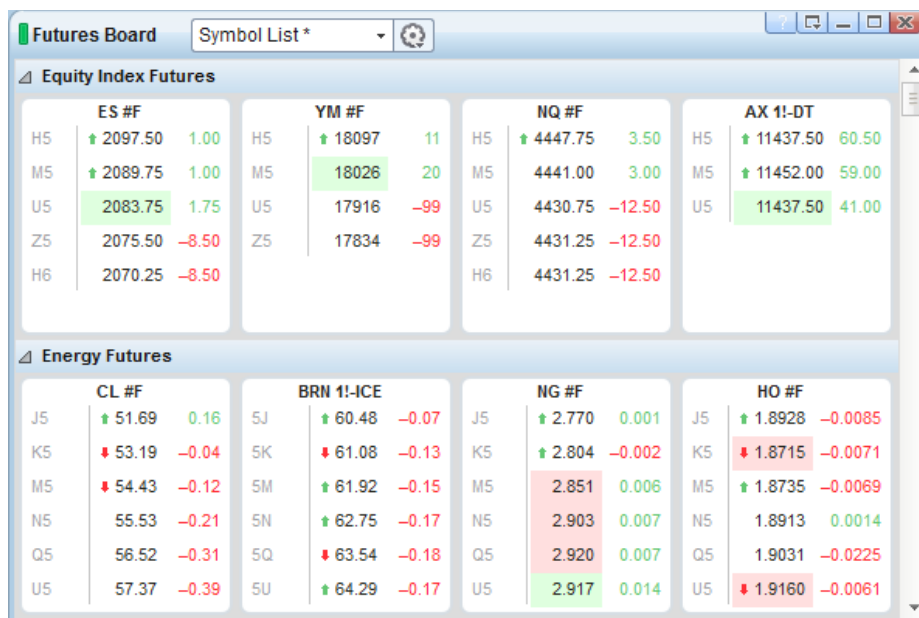 Futures Board Symbol List * ?
Equity Index Futures
ES #F YM #F NQ #F AX 1!-DT
H5 2097.50 1.00 H5 18097 11 H5 4447.75 3.50 H5 11437.50 60.50
M5 2089.75 1.00 M5 18026 20 M5 4441.00 3.00 M5 11452.00 59.00
U5 2083.75 1.75 U5 17916 –99 U5 4430.75 –12.50 U5 11437.50 41.00
Z5 2075.50 –8.50 Z5 17834 –99 Z5 4431.25 –12.50
H6 2070.25 –8.50 H6 4431.25 –12.50
Energy Futures
CL #F BRN 1!-ICE NG #F HO #F
J5 51.69 0.16 5J 60.48 –0.07 J5 2.770 0.001 J5 1.8928 –0.0085
K5 53.19 –0.04 5K 61.08 –0.13 K5 2.804 –0.002 K5 1.8715 –0.0071
M5 54.43 –0.12 5M 61.92 –0.15 M5 2.851 0.006 M5 1.8735 –0.0069
N5 55.53 –0.21 5N 62.75 –0.17 N5 2.903 0.007 N5 1.8913 0.0014
Q5 56.52 –0.31 5Q 63.54 –0.18 Q5 2.920 0.007 Q5 1.9031 –0.0225
U5 57.37 –0.39 5U 64.29 –0.17 U5 2.917 0.014 U5 1.9160 –0.0061